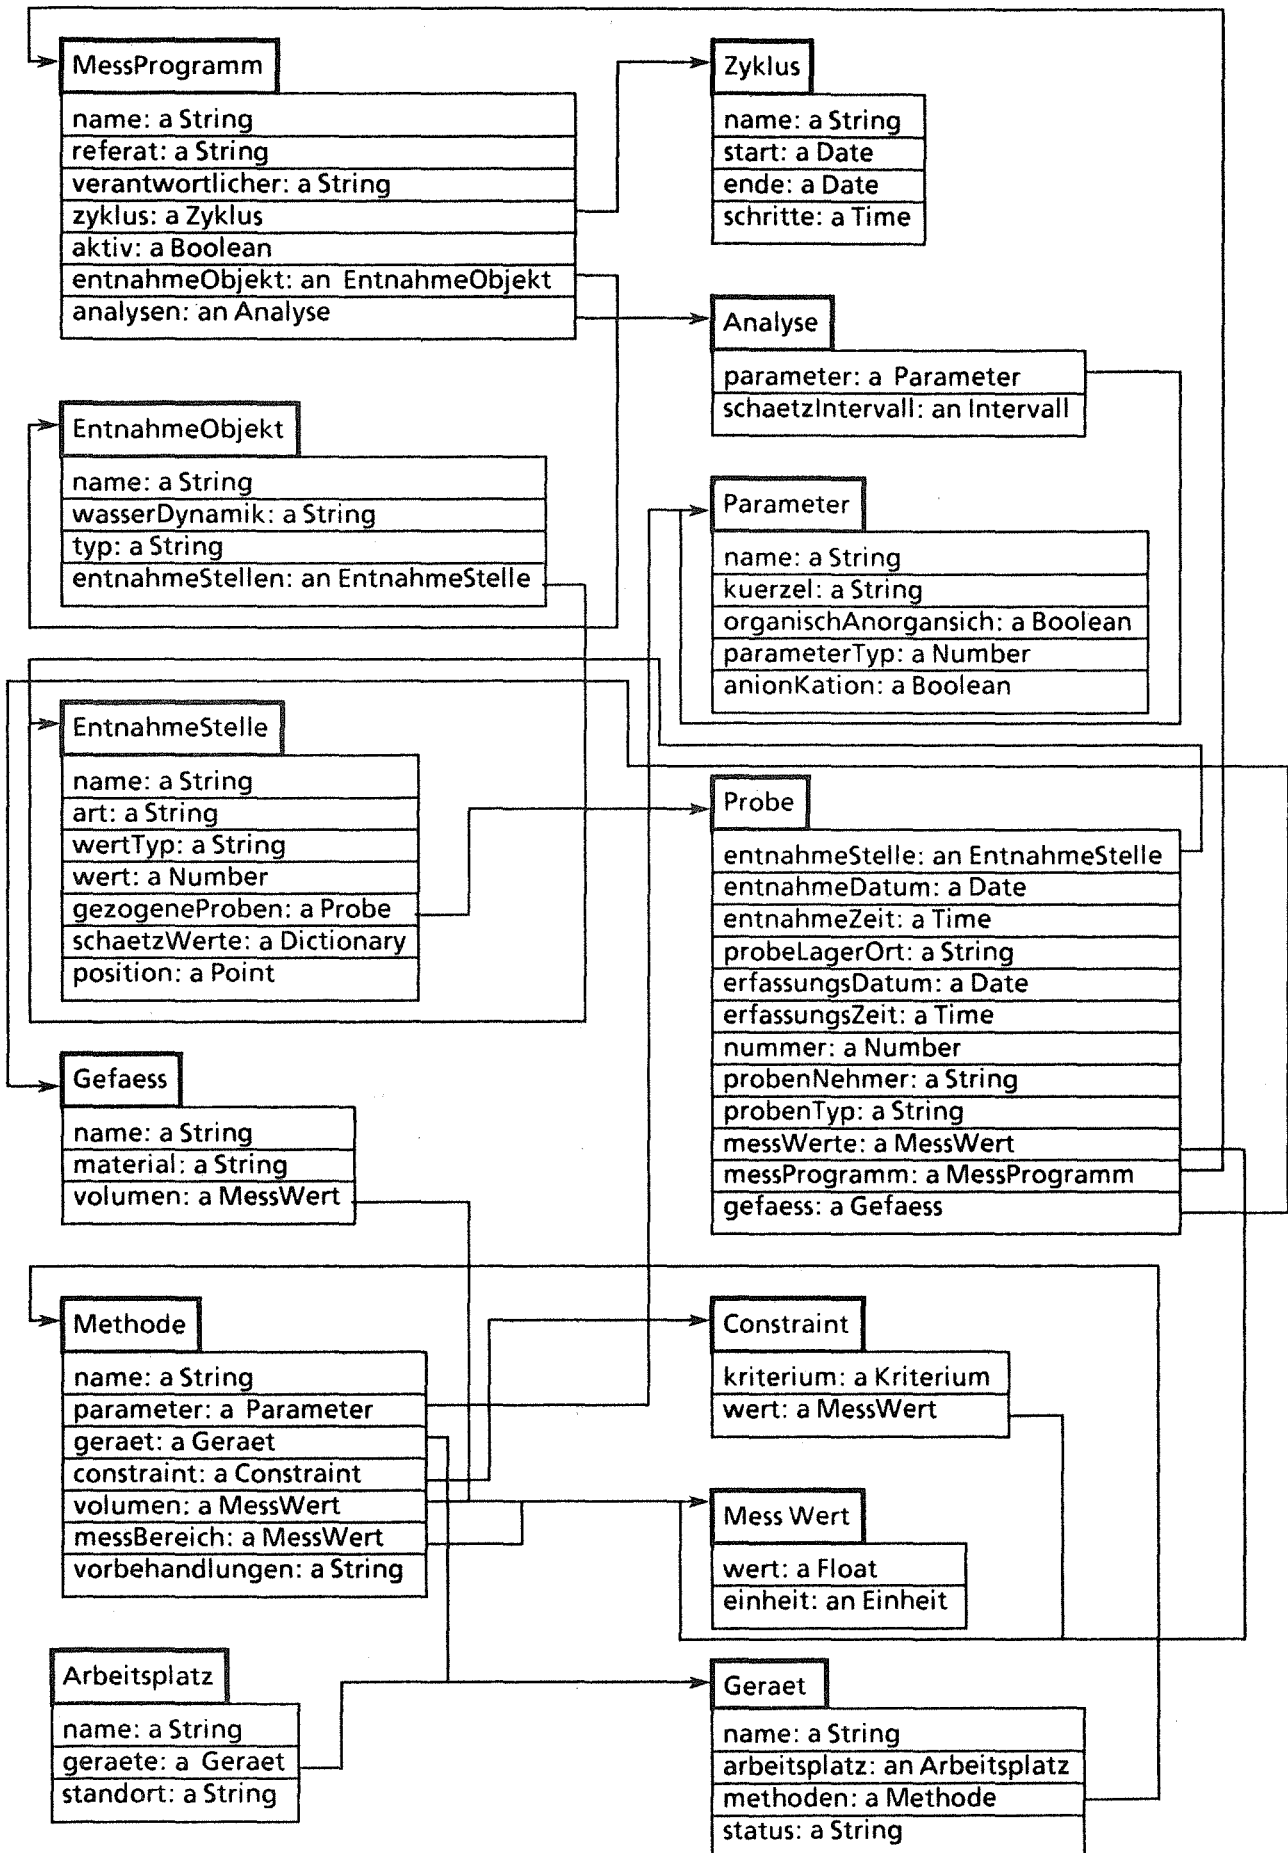 MessProgramm
name: a String
referat: a String
verantwortlicher: a String
zyklus: a Zyklus
aktiv: a Boolean
entnahmeObjekt: an EntnahmeObjekt
analysen: an Analyse
Zyklus
name: a String
start: a Date
ende: a Date
schritte: a Time
Analyse
parameter: a Parameter
schaetzIntervall: an Intervall
EntnahmeObjekt
name: a String
wasserDynamik: a String
typ: a String
entnahmeStellen: an EntnahmeStelle
Parameter
name: a String
kuerzel: a String
organischAnorgansich: a Boolean
parameterTyp: a Number
anionKation: a Boolean
EntnahmeStelle
name: a String
art: a String
wertTyp: a String
wert: a Number
gezogeneProben: a Probe
schaetzWerte: a Dictionary
position: a Point
Probe
entnahmeStelle: an EntnahmeStelle
entnahmeDatum: a Date
entnahmeZeit: a Time
probeLagerOrt: a String
erfassungsDatum: a Date
erfassungsZeit: a Time
nummer: a Number
probenNehmer: a String
probenTyp: a String
messWerte: a MessWert
messProgramm: a MessProgramm
gefaess: a Gefaess
Gefaess
name: a String
material: a String
volumen: a MessWert
Methode
name: a String
parameter: a Parameter
geraet: a Geraet
constraint: a Constraint
volumen: a MessWert
messBereich: a MessWert
vorbehandlungen: a String
Constraint
kriterium: a Kriterium
wert: a MessWert
Mess Wert
wert: a Float
einheit: an Einheit
Arbeitsplatz
name: a String
geraete: a Geraet
standort: a String
Geraet
name: a String
arbeitsplatz: an Arbeitsplatz
methoden: a Methode
status: a String